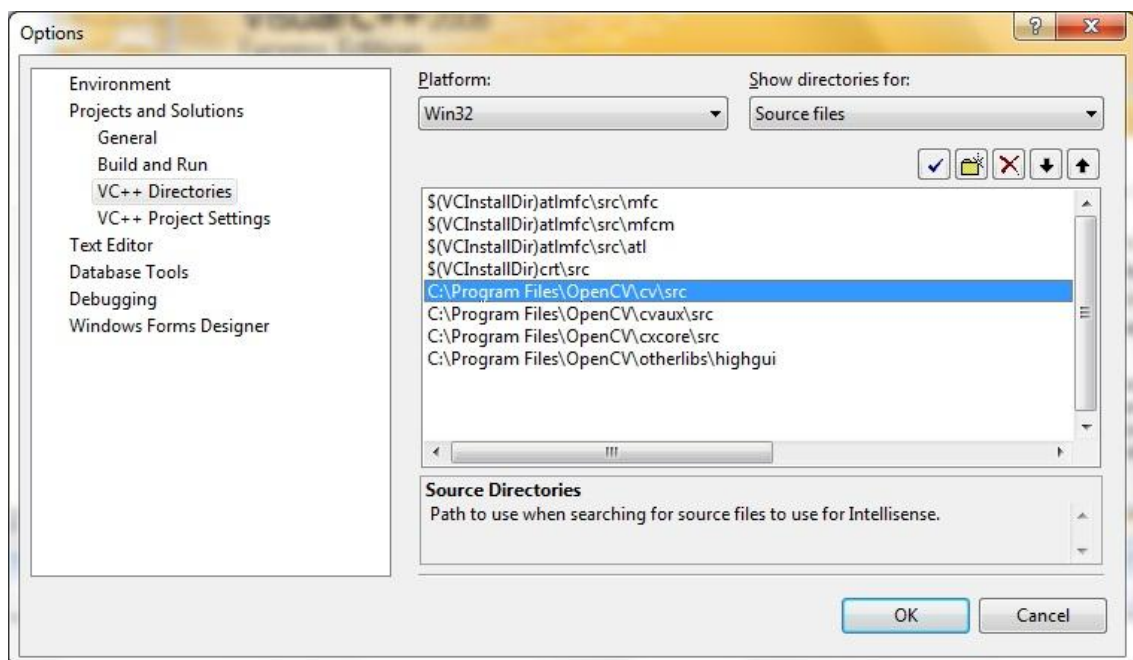 Options
Environment
Projects and Solutions
General
Build and Run
VC++ Directories
VC++ Project Settings
Text Editor
Database Tools
Debugging
Windows Forms Designer
Platform:
Win32
Show directories for:
Source files
$(VCInstallDir)atlmfc\src\mfc
$(VCInstallDir)atlmfc\src\mfcm
$(VCInstallDir)atlmfc\src\atl
$(VCInstallDir)crt\src
C:\Program Files\OpenCV\cv\src
C:\Program Files\OpenCV\cvaux\src
C:\Program Files\OpenCV\cxcore\src
C:\Program Files\OpenCV\otherlibs\highgui
Source Directories
Path to use when searching for source files to use for Intellisense.
OK
Cancel